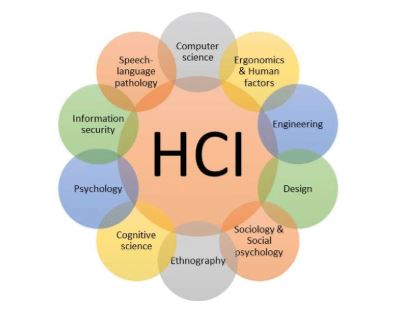 Computer
science
Ergonomics
& Human
factors
Engineering
Design
Sociology &
Social
psychology
Ethnography
Cognitive
science
Psychology
Information
security
Speech-
language
pathology
HCI